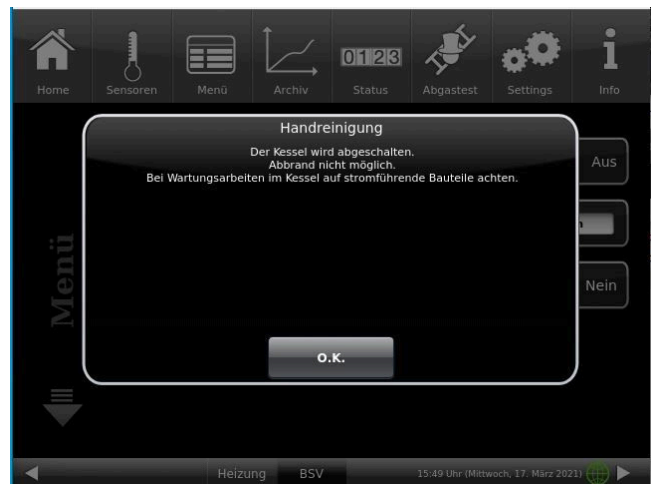 Home
Sensoren
Menü
Archiv
0123
Status
Abgastest
Settings
Info
Handreinigung
Der Kessel wird abgeschalten.
Abbrand nicht möglich.
Bei Wartungsarbeiten im Kessel auf stromführende Bauteile achten.
Aus
Nein
Menü
O.K.
Heizung
BSV
15:49 Uhr (Mittwoch, 17. März 2021)